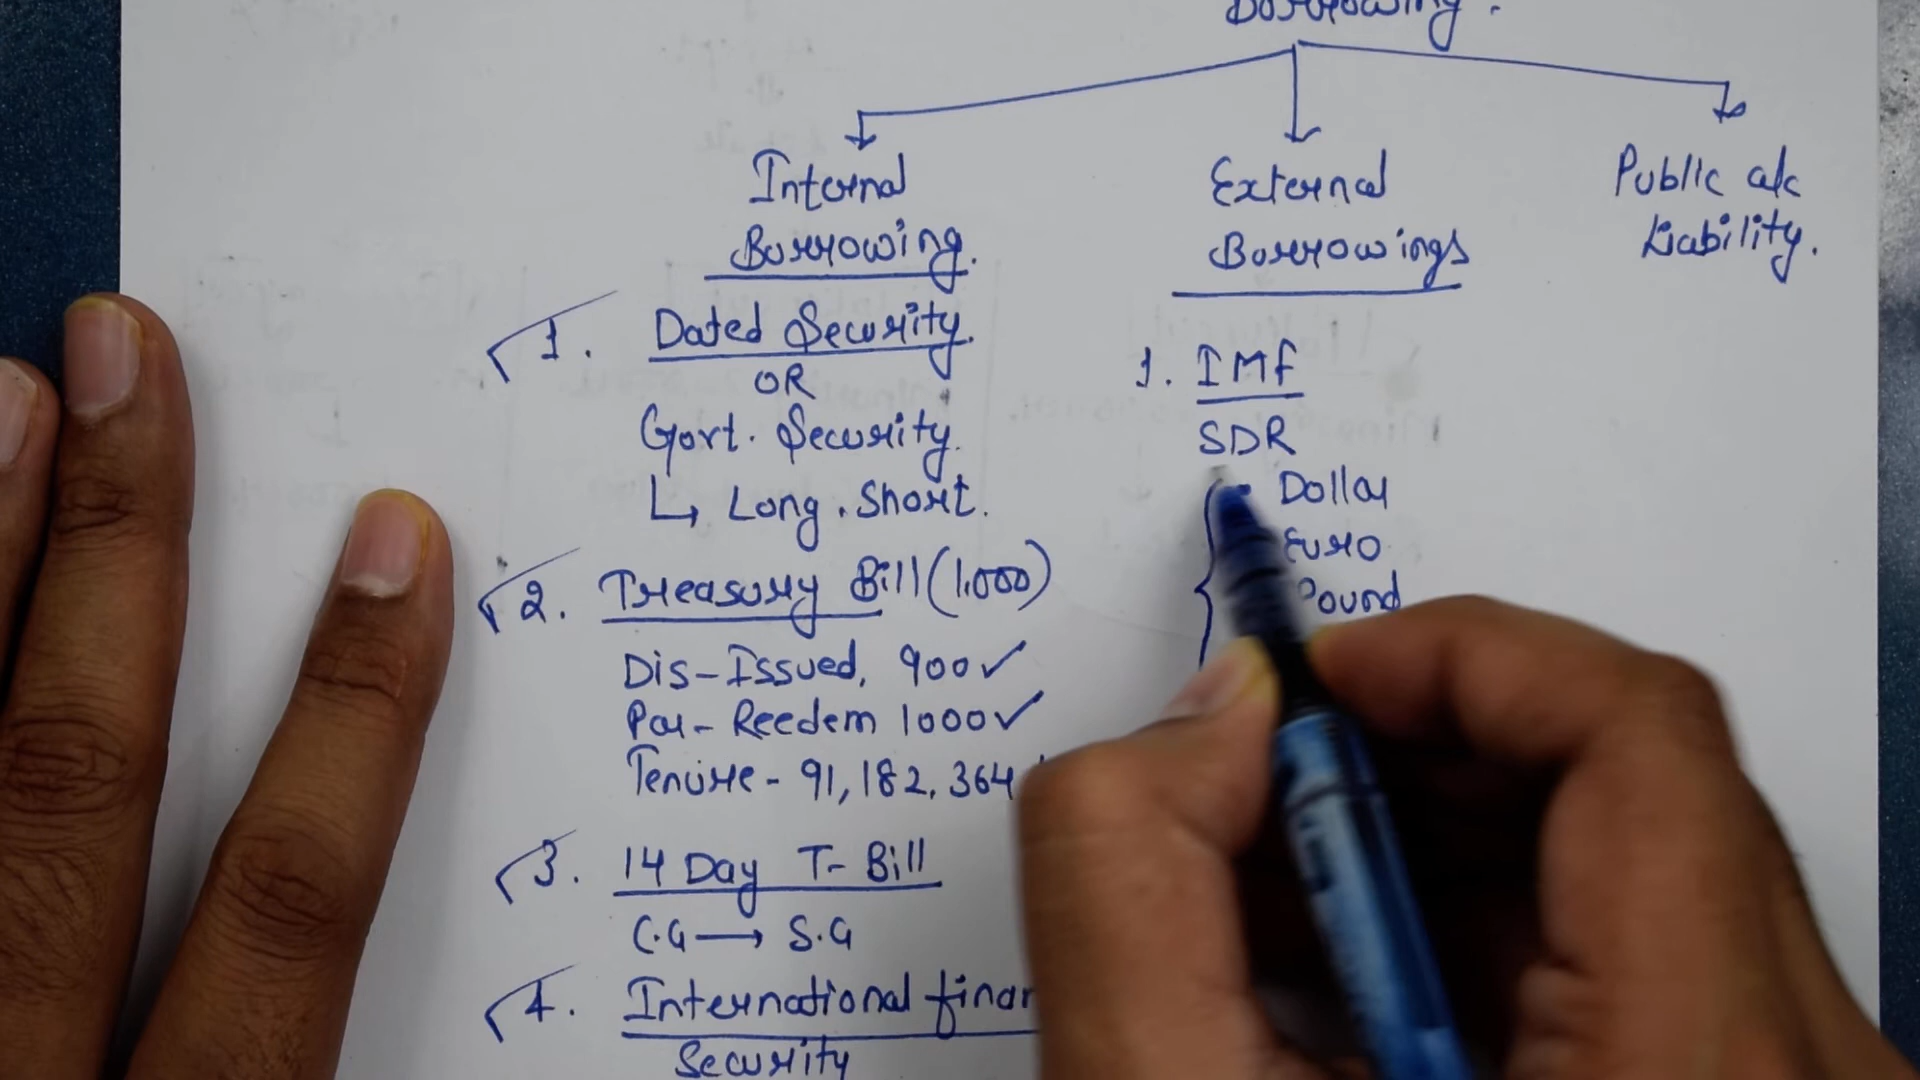 Borrowing.
Internal
Borrowing.
1. Dated Security.
OR
Govt. Security.
↳ Long. Short.
2. Treasury Bill (1,000)
Dis-Issued, 900✓
Par- Reedem 1000✓
Tenure - 91, 182, 364
3. 14 Day T- Bill
C.G → S.G
4. International finan
Security
External
Borrowings
1. IMF
SDR
Dollar
Euro
Pound
Public a/c
Liability.